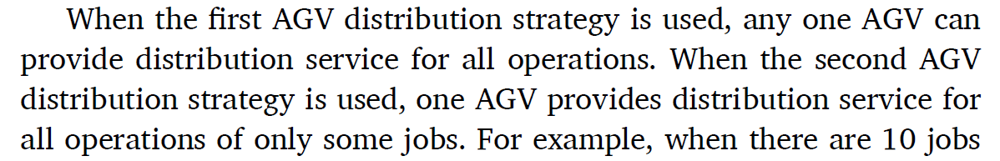 When the first AGV distribution strategy is used, any one AGV can
provide distribution service for all operations. When the second AGV
distribution strategy is used, one AGV provides distribution service for
all operations of only some jobs. For example, when there are 10 jobs